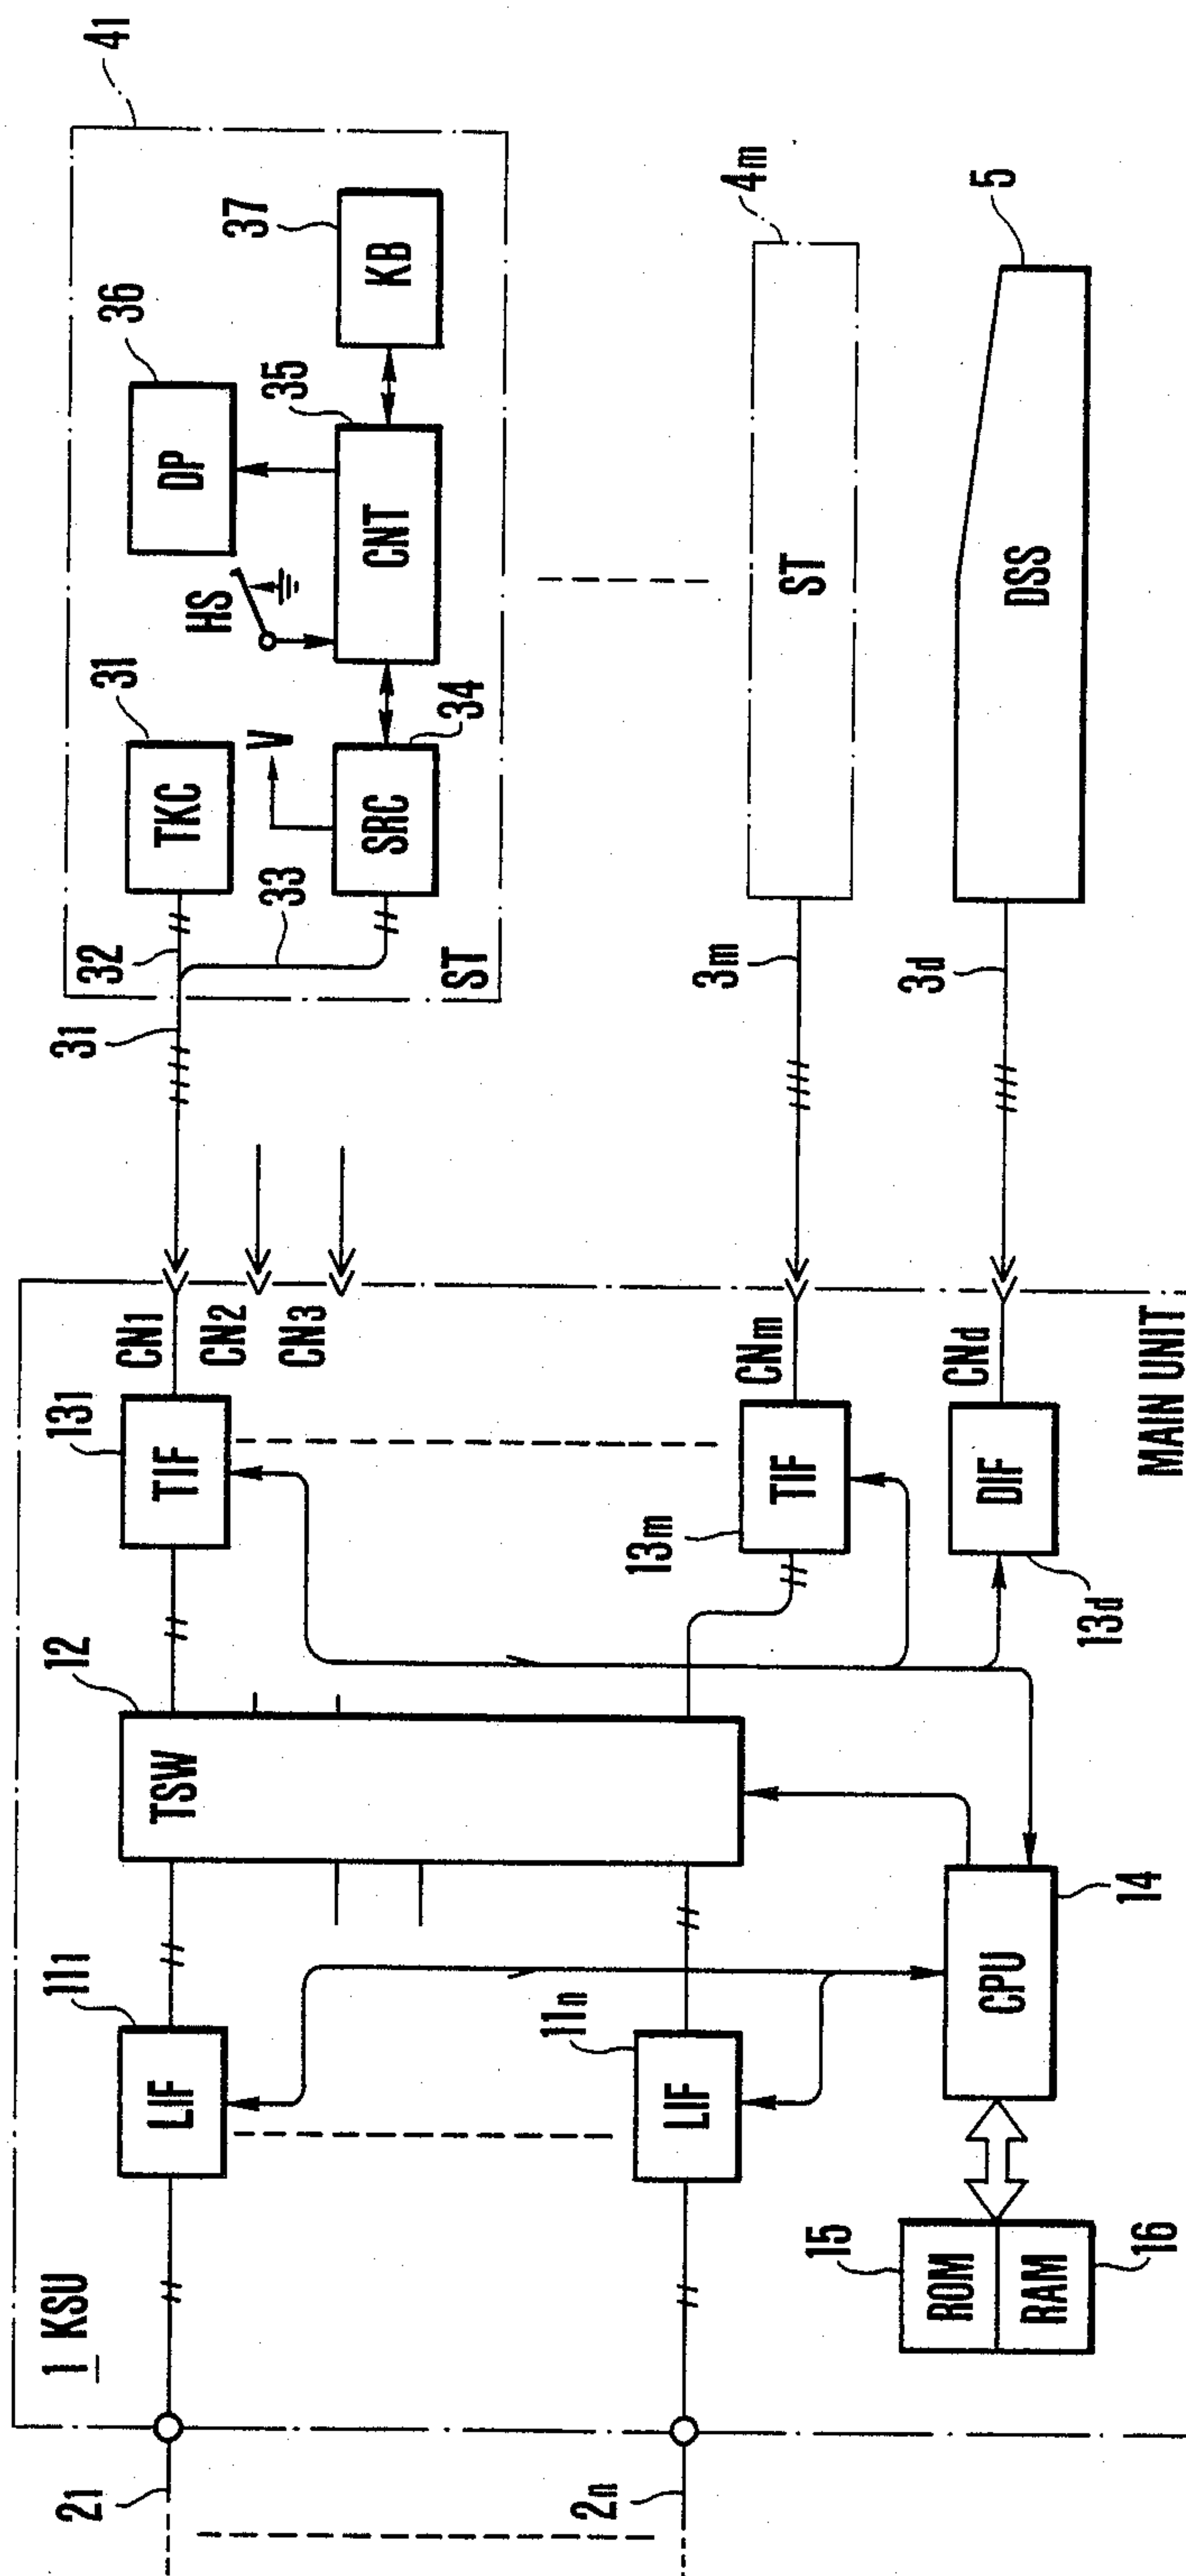 1 KSU
21
2n
LIF
111
LIF
11n
TSW
12
TIF
131
TIF
13m
DIF
13d
CPU
14
ROM
15
RAM
16
CN1
CN2
CN3
CNm
CNd
MAIN UNIT
31
3m
3d
32
33
TKC
31
V
SRC
34
HS
CNT
35
DP
36
KB
37
ST
41
ST
4m
DSS
5